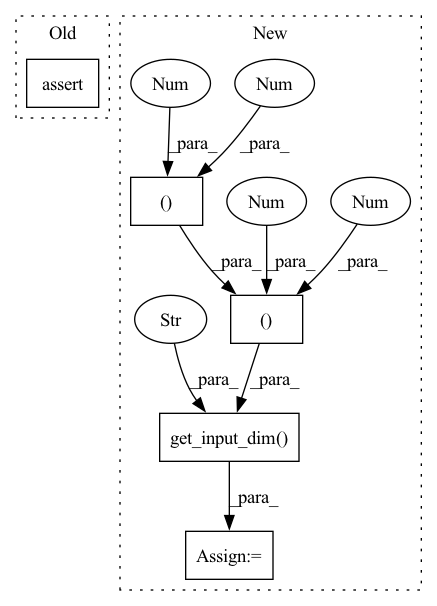 Old
New
assert
Num
Num
_para_
_para_
()
Num
Num
_para_
_para_
_para_
Str
()
_para_
_para_
get_input_dim()
_para_
Assign:=